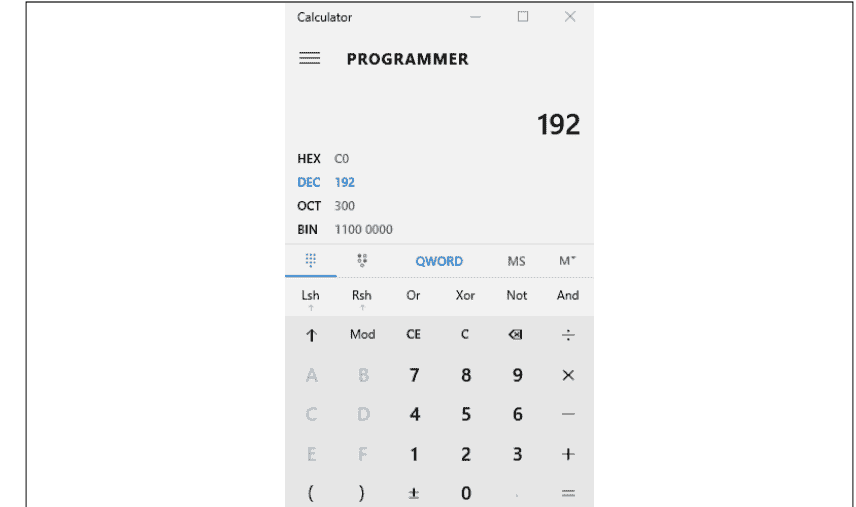 Calculator
PROGRAMMER
192
HEX C0
DEC 192
OCT 300
BIN 1100 0000
QWORD MS M˅
Lsh Rsh Or Xor Not And
↑ Mod CE C ⌫ ÷
A B 7 8 9 ×
C D 4 5 6 −
E F 1 2 3 +
( ) ± 0 . =